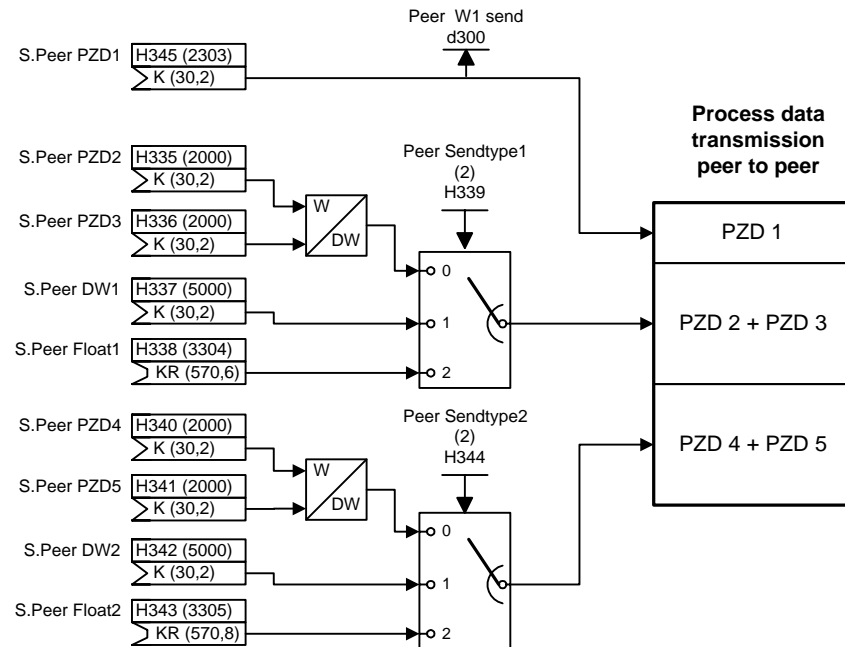 Peer W1 send
d300
S.Peer PZD1
H345 (2303)
K (30,2)
Process data
transmission
peer to peer
S.Peer PZD2
H335 (2000)
K (30,2)
Peer Sendtype1
(2)
H339
W
DW
S.Peer PZD3
H336 (2000)
K (30,2)
PZD 1
0
S.Peer DW1
H337 (5000)
K (30,2)
1
PZD 2 + PZD 3
S.Peer Float1
H338 (3304)
KR (570,6)
2
S.Peer PZD4
H340 (2000)
K (30,2)
Peer Sendtype2
(2)
H344
PZD 4 + PZD 5
W
DW
S.Peer PZD5
H341 (2000)
K (30,2)
0
S.Peer DW2
H342 (5000)
K (30,2)
1
S.Peer Float2
H343 (3305)
KR (570,8)
2